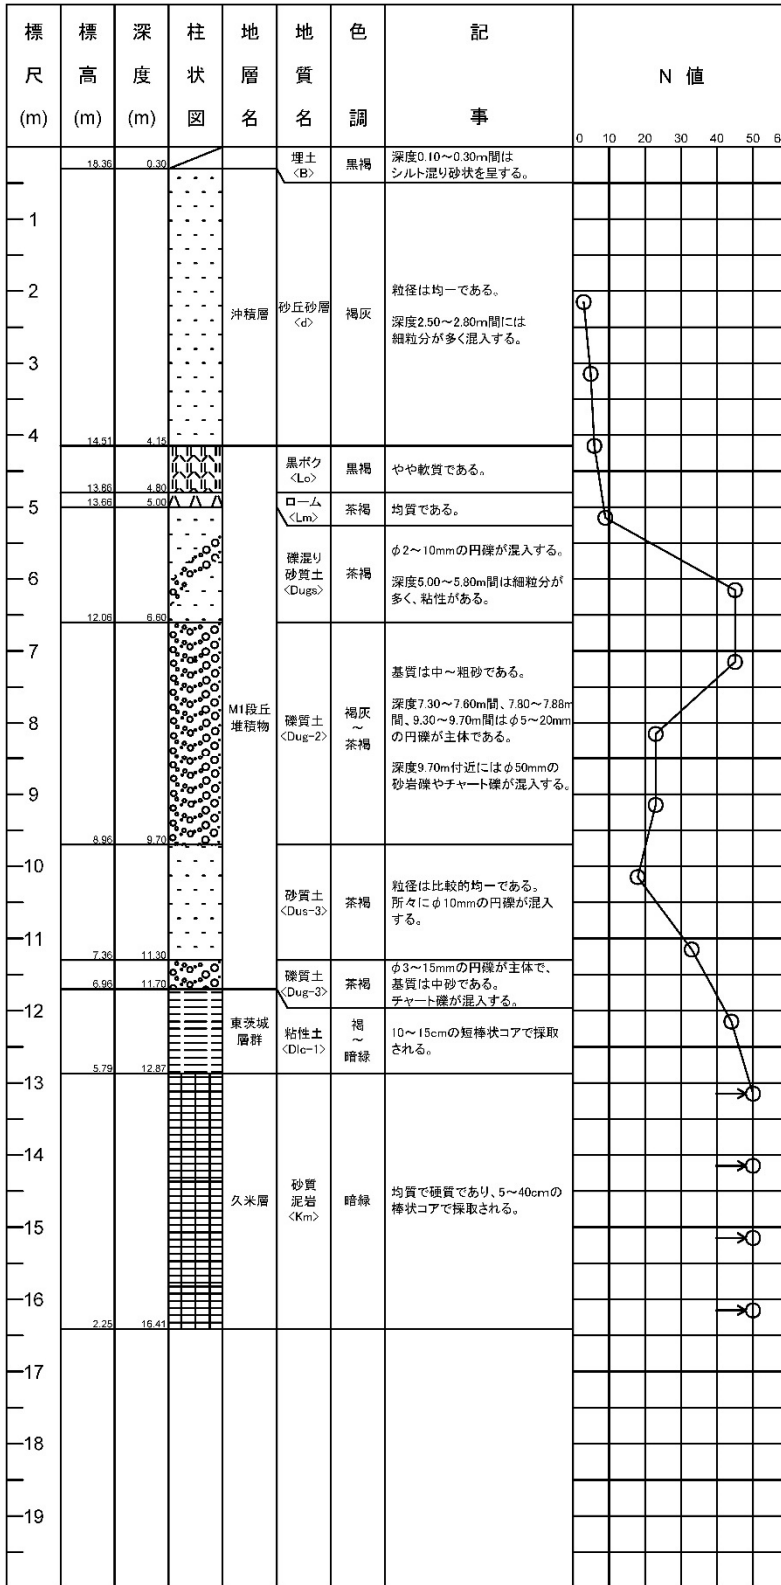 標尺(m)
標高(m)
深度(m)
柱状図
地層名
地質名
色調
記事
N 値
0 10 20 30 40 50 6
18.36 0.30
埋土
<B>
黒褐
深度0.10～0.30m間は
シルト混り砂状を呈する。
1
2
3
4
沖積層
砂丘砂層
<d>
褐灰
粒径は均一である。
深度2.50～2.80m間には
細粒分が多く混入する。
14.51 4.15
黒ボク
<Lo>
黒褐
やや軟質である。
13.86 4.80
13.66 5.00
5
ローム
<Lm>
茶褐
均質である。
礫混り
砂質土
<Dugs>
茶褐
φ2～10mmの円礫が混入する。
深度5.00～5.80m間は細粒分が
多く、粘性がある。
6
12.06 6.60
7
8
9
M1段丘
堆積物
礫質土
<Dug-2>
褐灰
～
茶褐
基質は中～粗砂である。
深度7.30～7.60m間、7.80～7.88m
間、9.30～9.70m間はφ5～20mm
の円礫が主体である。
深度9.70m付近にはφ50mmの
砂岩礫やチャート礫が混入する。
8.96 9.70
10
11
砂質土
<Dus-3>
茶褐
粒径は比較的均一である。
所々にφ10mmの円礫が混入
する。
7.36 11.30
礫質土
<Dug-3>
茶褐
φ3～15mmの円礫が主体で、
基質は中砂である。
チャート礫が混入する。
6.96 11.70
12
東茨城
層群
粘性土
<Dlc-1>
褐
～
暗緑
10～15cmの短棒状コアで採取
される。
5.79 12.87
13
14
15
16
久米層
砂質
泥岩
<Km>
暗緑
均質で硬質であり、5～40cmの
棒状コアで採取される。
2.25 16.41
17
18
19